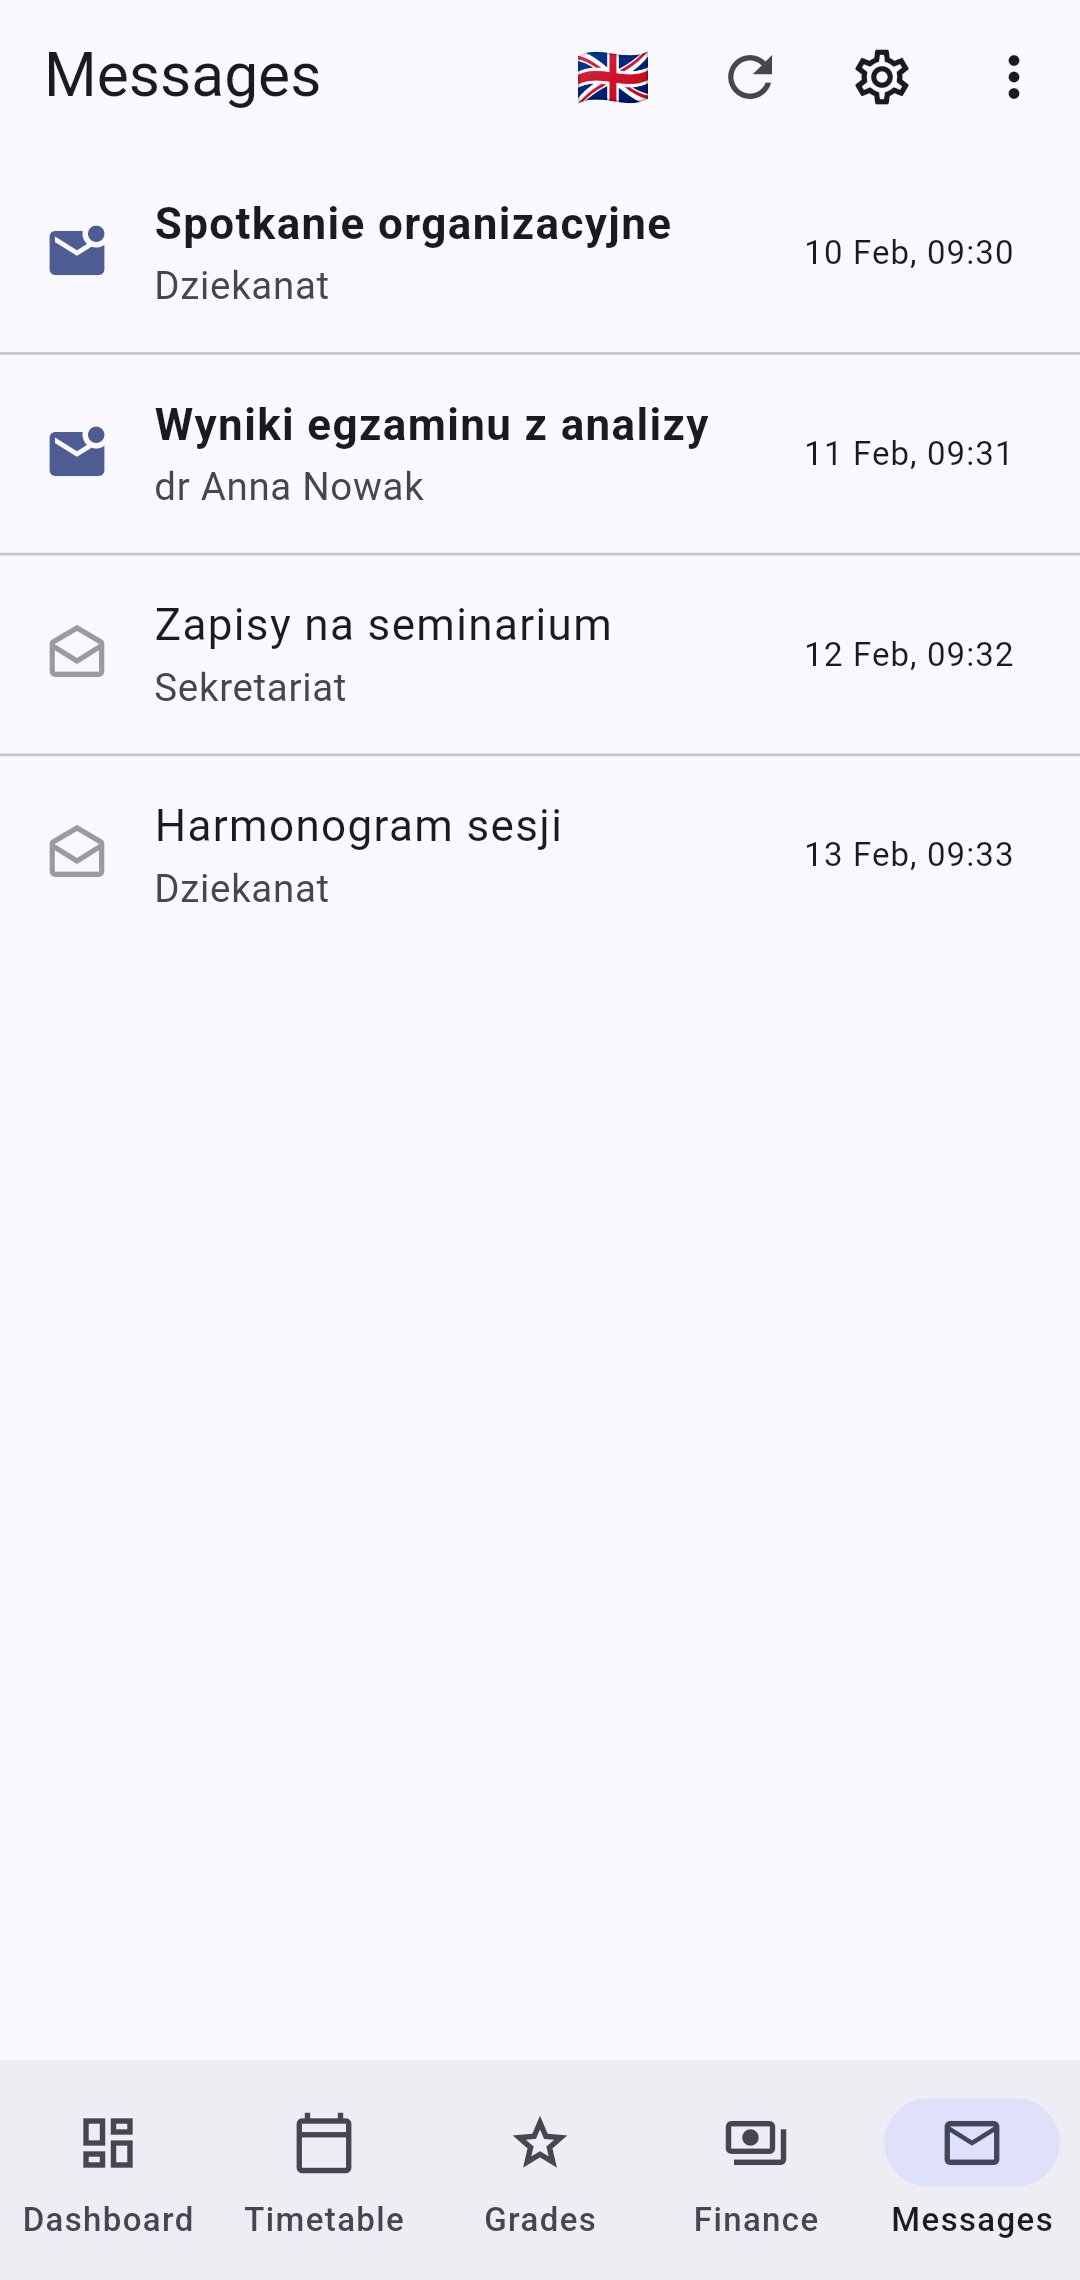 Messages
Spotkanie organizacyjne
Dziekanat
10 Feb, 09:30
Wyniki egzaminu z analizy
dr Anna Nowak
11 Feb, 09:31
Zapisy na seminarium
Sekretariat
12 Feb, 09:32
Harmonogram sesji
Dziekanat
13 Feb, 09:33
Dashboard
Timetable
Grades
Finance
Messages